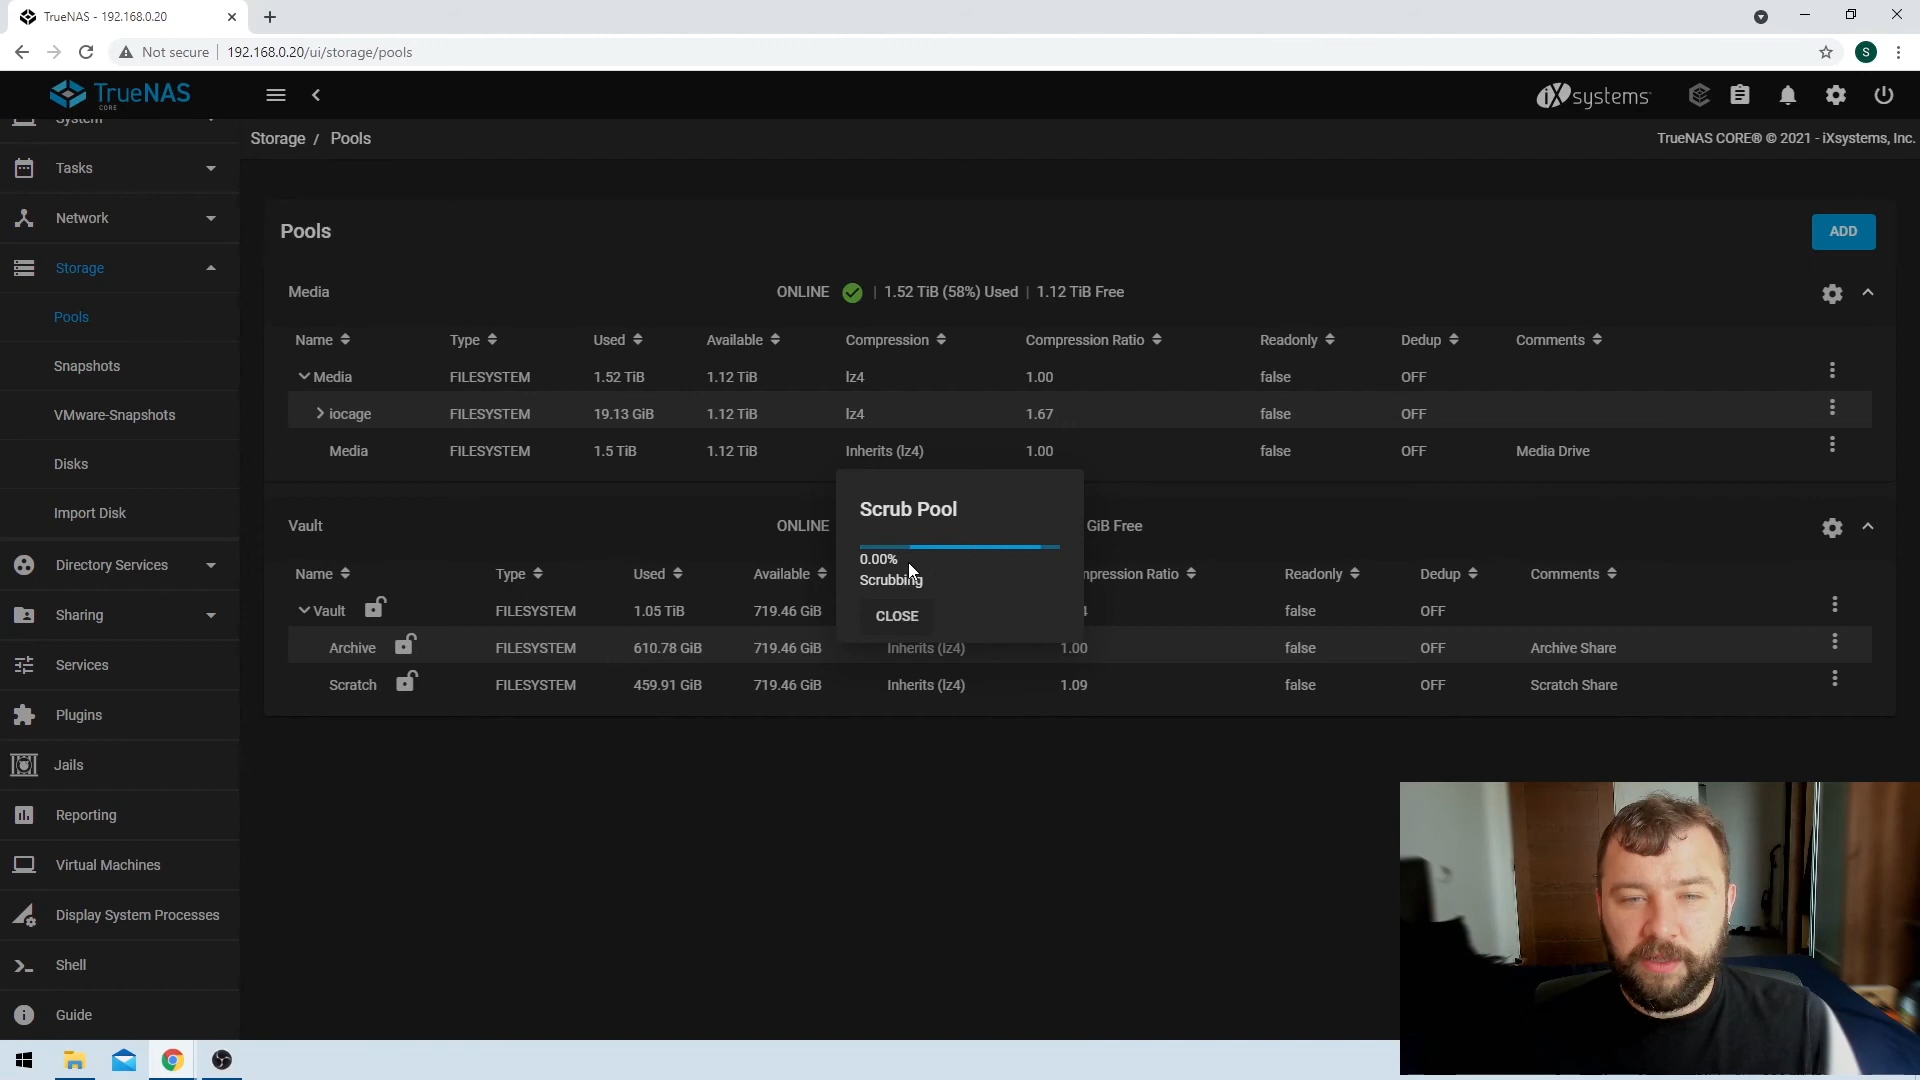 TrueNAS - 192.168.0.20
Not secure 192.168.0.20/ui/storage/pools
S
TrueNAS CORE
iXsystems
System
Storage / Pools
TrueNAS CORE® © 2021 - iXsystems, Inc.
Tasks
Network
Storage
Pools
Snapshots
VMware-Snapshots
Disks
Import Disk
Directory Services
Sharing
Services
Plugins
Jails
Reporting
Virtual Machines
Display System Processes
Shell
Guide
Pools
ADD
Media ONLINE | 1.52 TiB (58%) Used | 1.12 TiB Free
Name Type Used Available Compression Compression Ratio Readonly Dedup Comments
Media FILESYSTEM 1.52 TiB 1.12 TiB lz4 1.00 false OFF
iocage FILESYSTEM 19.13 GiB 1.12 TiB lz4 1.67 false OFF
Media FILESYSTEM 1.5 TiB 1.12 TiB Inherits (lz4) 1.00 false OFF Media Drive
Vault ONLINE GiB Free
Name Type Used Available mpression Ratio Readonly Dedup Comments
Vault FILESYSTEM 1.05 TiB 719.46 GiB false OFF
Archive FILESYSTEM 610.78 GiB 719.46 GiB Inherits (lz4) 1.00 false OFF Archive Share
Scratch FILESYSTEM 459.91 GiB 719.46 GiB Inherits (lz4) 1.09 false OFF Scratch Share
Scrub Pool
0.00%
Scrubbing
CLOSE